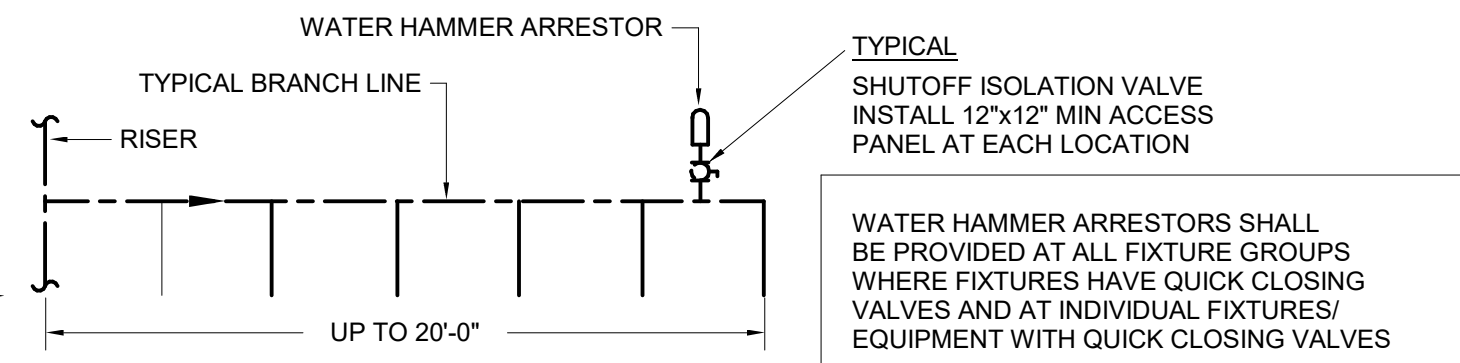 WATER HAMMER ARRESTOR
TYPICAL BRANCH LINE
RISER
UP TO 20'-0"
TYPICAL
SHUTOFF ISOLATION VALVE
INSTALL 12"x12" MIN ACCESS
PANEL AT EACH LOCATION
WATER HAMMER ARRESTORS SHALL
BE PROVIDED AT ALL FIXTURE GROUPS
WHERE FIXTURES HAVE QUICK CLOSING
VALVES AND AT INDIVIDUAL FIXTURES/
EQUIPMENT WITH QUICK CLOSING VALVES